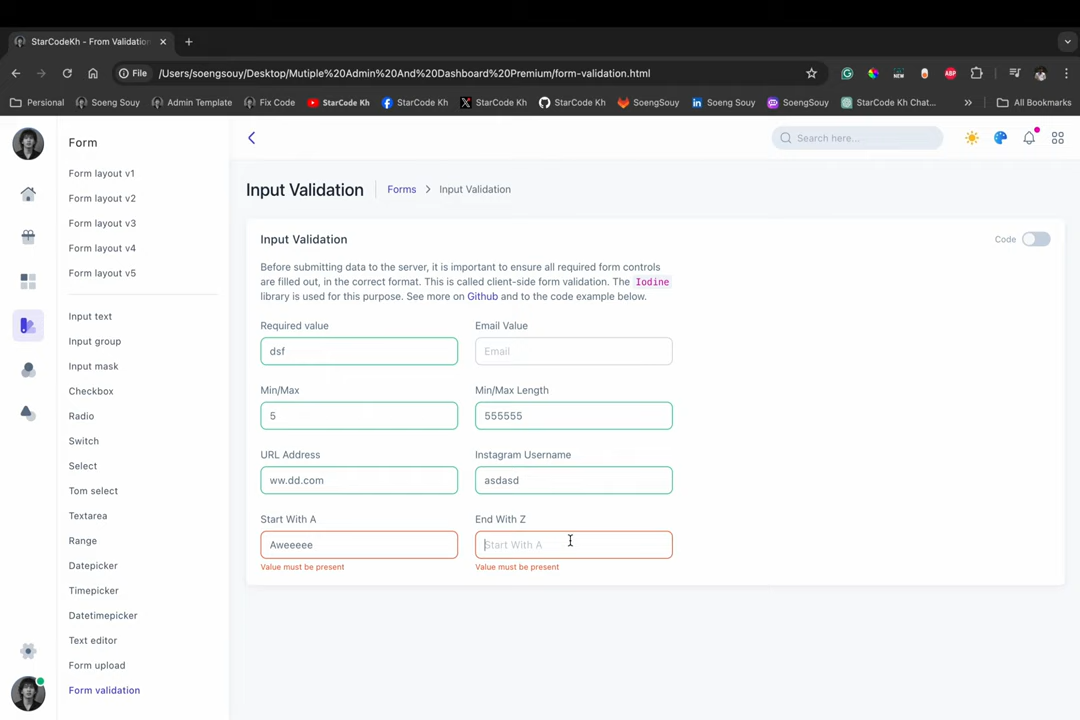 StarCodeKh - From Validation
File
/Users/soengsouy/Desktop/Mutiple%20Admin%20And%20Dashboard%20Premium/form-validation.html
NEW
ABP
Personal
Soeng Souy
Admin Template
Fix Code
StarCode Kh
StarCode Kh
StarCode Kh
StarCode Kh
SoengSouy
Soeng Souy
SoengSouy
StarCode Kh Chat...
»
All Bookmarks
Form
Form layout v1
Form layout v2
Form layout v3
Form layout v4
Form layout v5
Input text
Input group
Input mask
Checkbox
Radio
Switch
Select
Tom select
Textarea
Range
Datepicker
Timepicker
Datetimepicker
Text editor
Form upload
Form validation
Search here...
Input Validation
Forms > Input Validation
Input Validation
Code
Before submitting data to the server, it is important to ensure all required form controls
are filled out, in the correct format. This is called client-side form validation. The Iodine
library is used for this purpose. See more on Github and to the code example below.
Required value
dsf
Email Value
Email
Min/Max
5
Min/Max Length
555555
URL Address
ww.dd.com
Instagram Username
asdasd
Start With A
Aweeeee
Value must be present
End With Z
Start With A
Value must be present